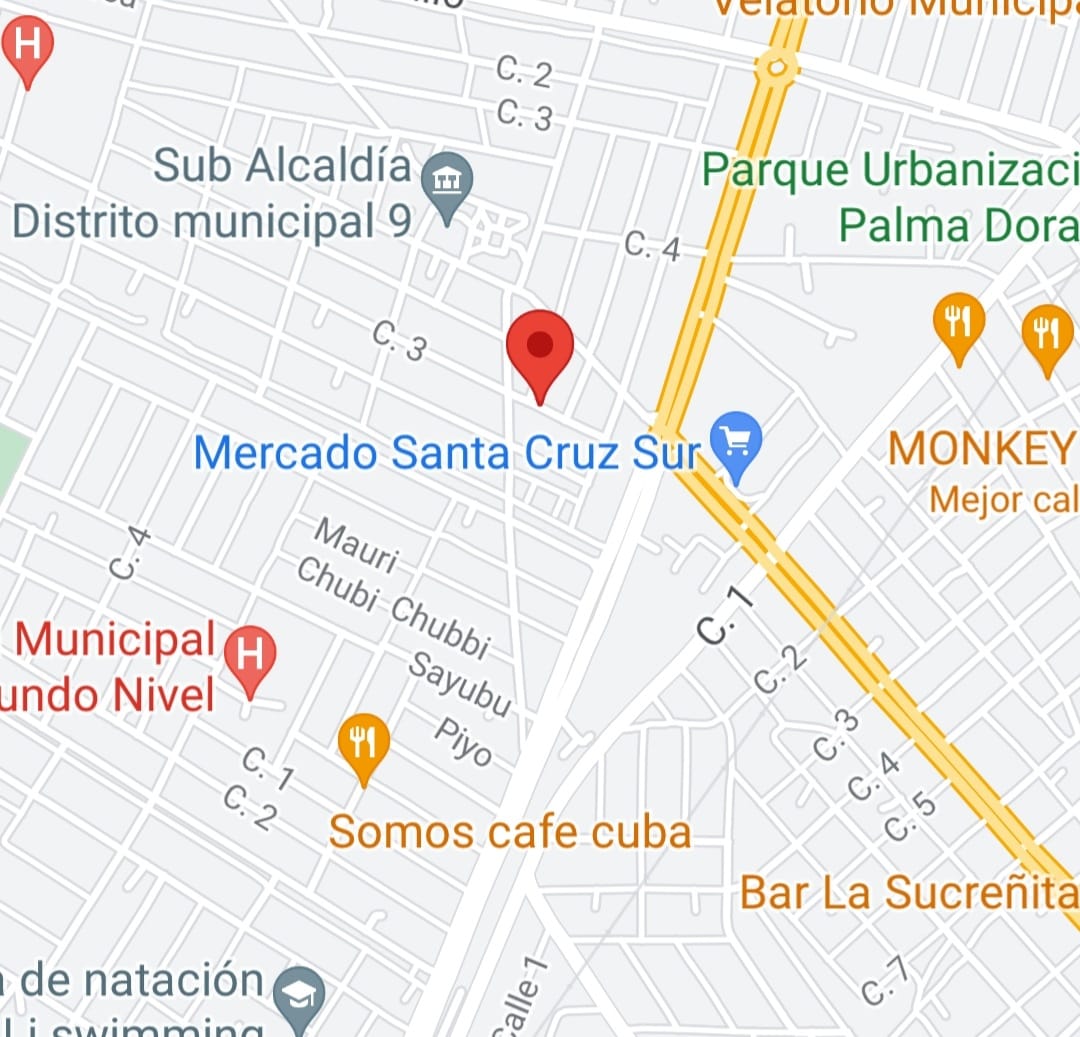 Velatorio Municipa
H
C. 2
C. 3
Sub Alcaldía
Distrito municipal 9
Parque Urbanizaci
Palma Dora
C. 4
C. 3
Mercado Santa Cruz Sur
MONKEY
Mejor cal
C. 4
Mauri
Chubi Chubbi
C. 1
Municipal
undo Nivel
H
Sayubu
C. 2
Piyo
C. 3
C. 1
C. 2
C. 4
C. 5
Somos cafe cuba
Bar La Sucreñita
de natación
C. 7
Calle 1
Li swimming